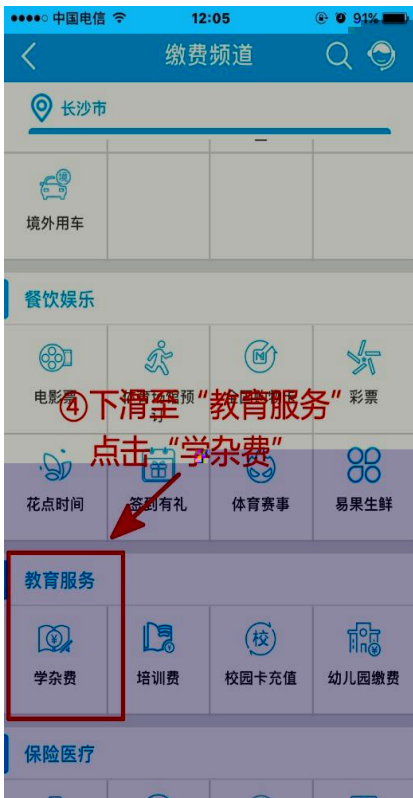 中国电信 12:05 91%
缴费频道
长沙市
境外用车
餐饮娱乐
电影票 彩票
④下滑至“教育服务”
点击“学杂费”
花点时间 签到有礼 体育赛事 易果生鲜
教育服务
学杂费 培训费 校园卡充值 幼儿园缴费
保险医疗